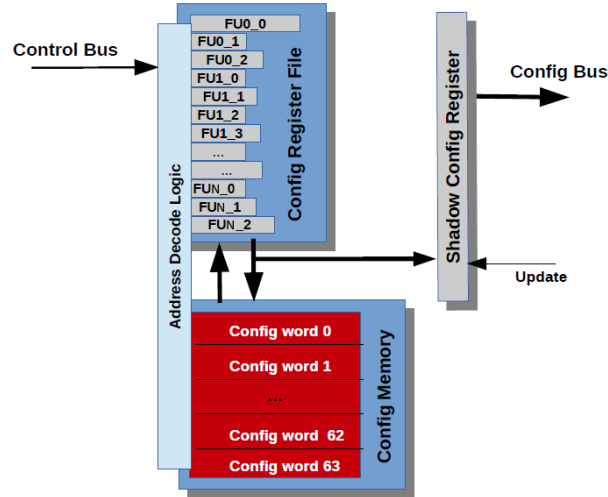 Control Bus
FU0_0
FU0_1
FU0_2
FU1_0
FU1_1
FU1_2
FU1_3
...
...
FUN_0
FUN_1
FUN_2
Config Register File
Address Decode Logic
Shadow Config Register
Config Bus
Update
Config word 0
Config word 1
...
Config word 62
Config word 63
Config Memory